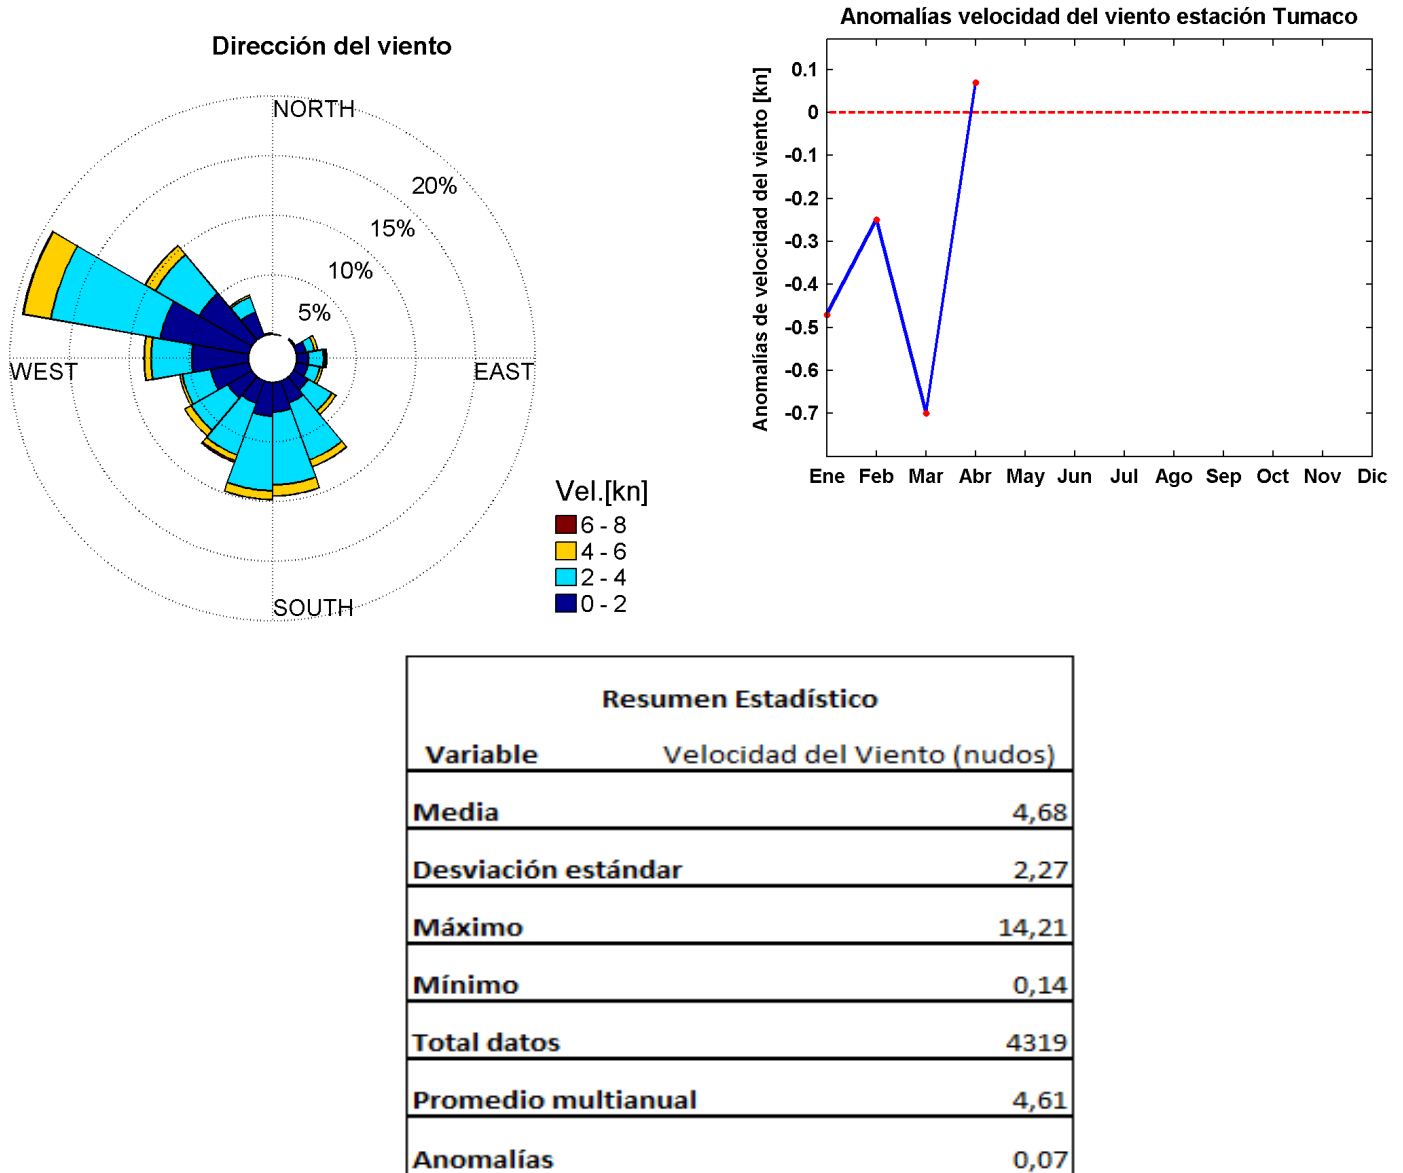 Dirección del viento
NORTH
20%
15%
10%
5%
WEST
EAST
SOUTH
Vel.[kn]
6 - 8
4 - 6
2 - 4
0 - 2
Anomalías velocidad del viento estación Tumaco
Anomalías de velocidad del viento [kn]
0.1
0
-0.1
-0.2
-0.3
-0.4
-0.5
-0.6
-0.7
Ene Feb Mar Abr May Jun Jul Ago Sep Oct Nov Dic
Resumen Estadístico
Variable Velocidad del Viento (nudos)
Media 4,68
Desviación estándar 2,27
Máximo 14,21
Mínimo 0,14
Total datos 4319
Promedio multianual 4,61
Anomalías 0,07